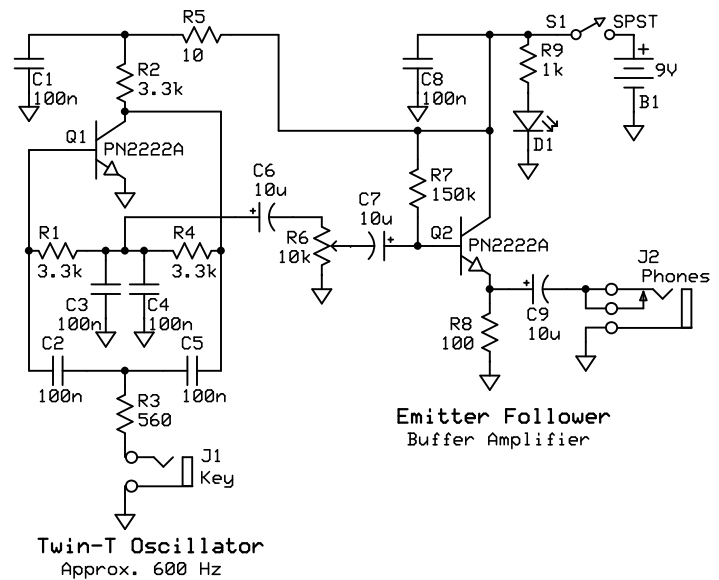 R5
10
S1 SPST
C1
100n
R2
3.3k
C8
100n
R9
1k
+
9V
B1
D1
Q1
PN2222A
C6
10u
+
R7
150k
C7
10u
+
R6
10k
Q2
PN2222A
R1
3.3k
R4
3.3k
C3
100n
C4
100n
J2
Phones
+
C9
10u
R8
100
C2
100n
C5
100n
R3
560
J1
Key
Emitter Follower
Buffer Amplifier
Twin-T Oscillator
Approx. 600 Hz